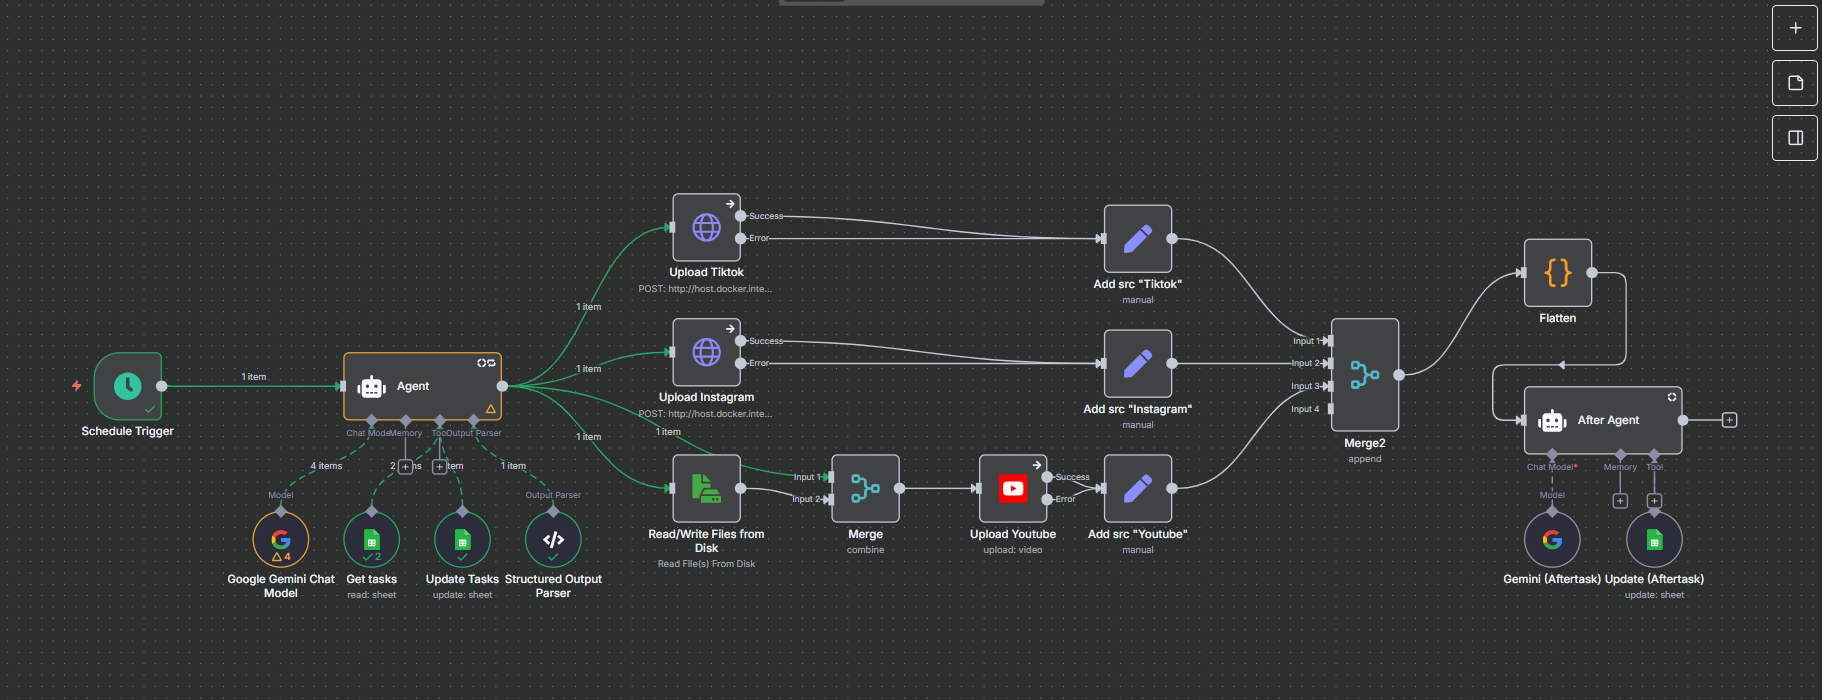 Success
Error
Upload Tiktok
POST: http://host.docker.inte...
Add src "Tiktok"
manual
1 item
Flatten
Success
Error
Upload Instagram
POST: http://host.docker.inte...
Add src "Instagram"
manual
1 item
Input 1
Input 2
Input 3
Input 4
Merge2
append
1 item
Schedule Trigger
Agent
Chat Mode
Memory
Too
Output Parser
1 item
1 item
After Agent
Chat Model*
Memory
Tool
Model
4 items
2
ms
tem
1 item
Model
Output Parser
4
Google Gemini Chat
Model
2
Get tasks
read: sheet
Update Tasks
update: sheet
Structured Output
Parser
Read/Write Files from
Disk
Read File(s) From Disk
Input 1
Input 2
Merge
combine
Success
Error
Upload Youtube
upload: video
Add src "Youtube"
manual
Gemini (Aftertask)
Update (Aftertask)
update: sheet